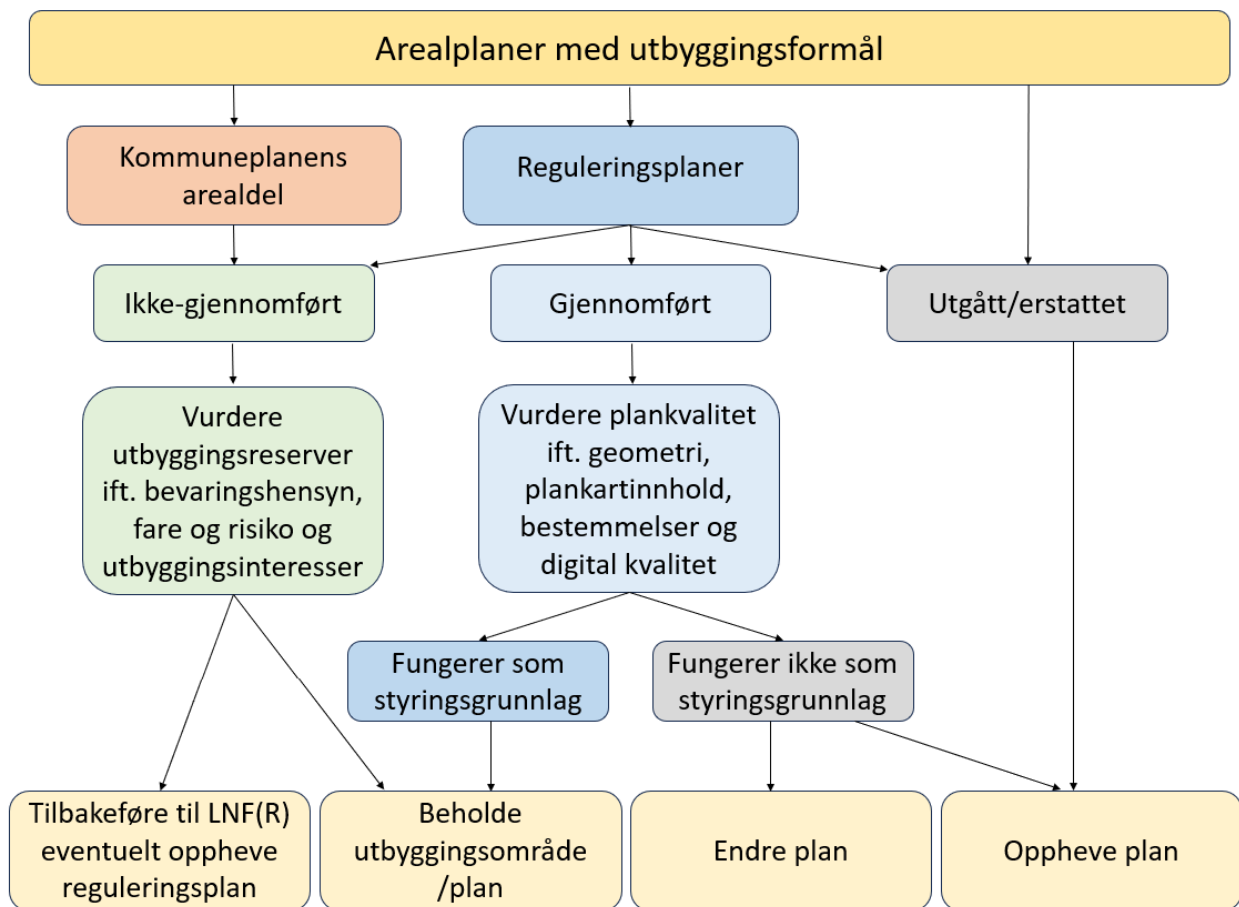 Arealplaner med utbyggingsformål
Kommuneplanens
arealdel
Reguleringsplaner
Ikke-gjennomført
Gjennomført
Utgått/erstattet
Vurdere
utbyggingsreserver
ift. bevaringshensyn,
fare og risiko og
utbyggingsinteresser
Vurdere plankvalitet
ift. geometri,
plankartinnhold,
bestemmelser og
digital kvalitet
Fungerer som
styringsgrunnlag
Fungerer ikke som
styringsgrunnlag
Tilbakeføre til LNF(R)
eventuelt oppheve
reguleringsplan
Beholde
utbyggingsområde
/plan
Endre plan
Oppheve plan